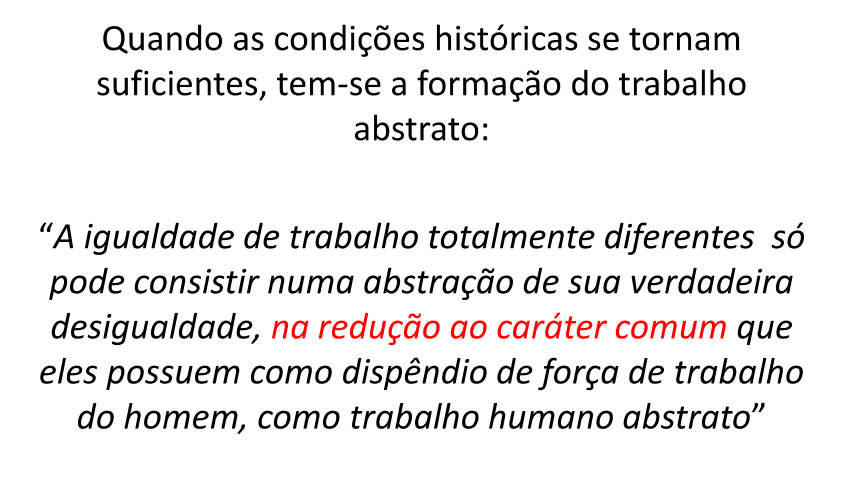 Quando as condições históricas se tornam
suficientes, tem-se a formação do trabalho
abstrato:
“A igualdade de trabalho totalmente diferentes  só
pode consistir numa abstração de sua verdadeira
desigualdade, na redução ao caráter comum que
eles possuem como dispêndio de força de trabalho
do homem, como trabalho humano abstrato”